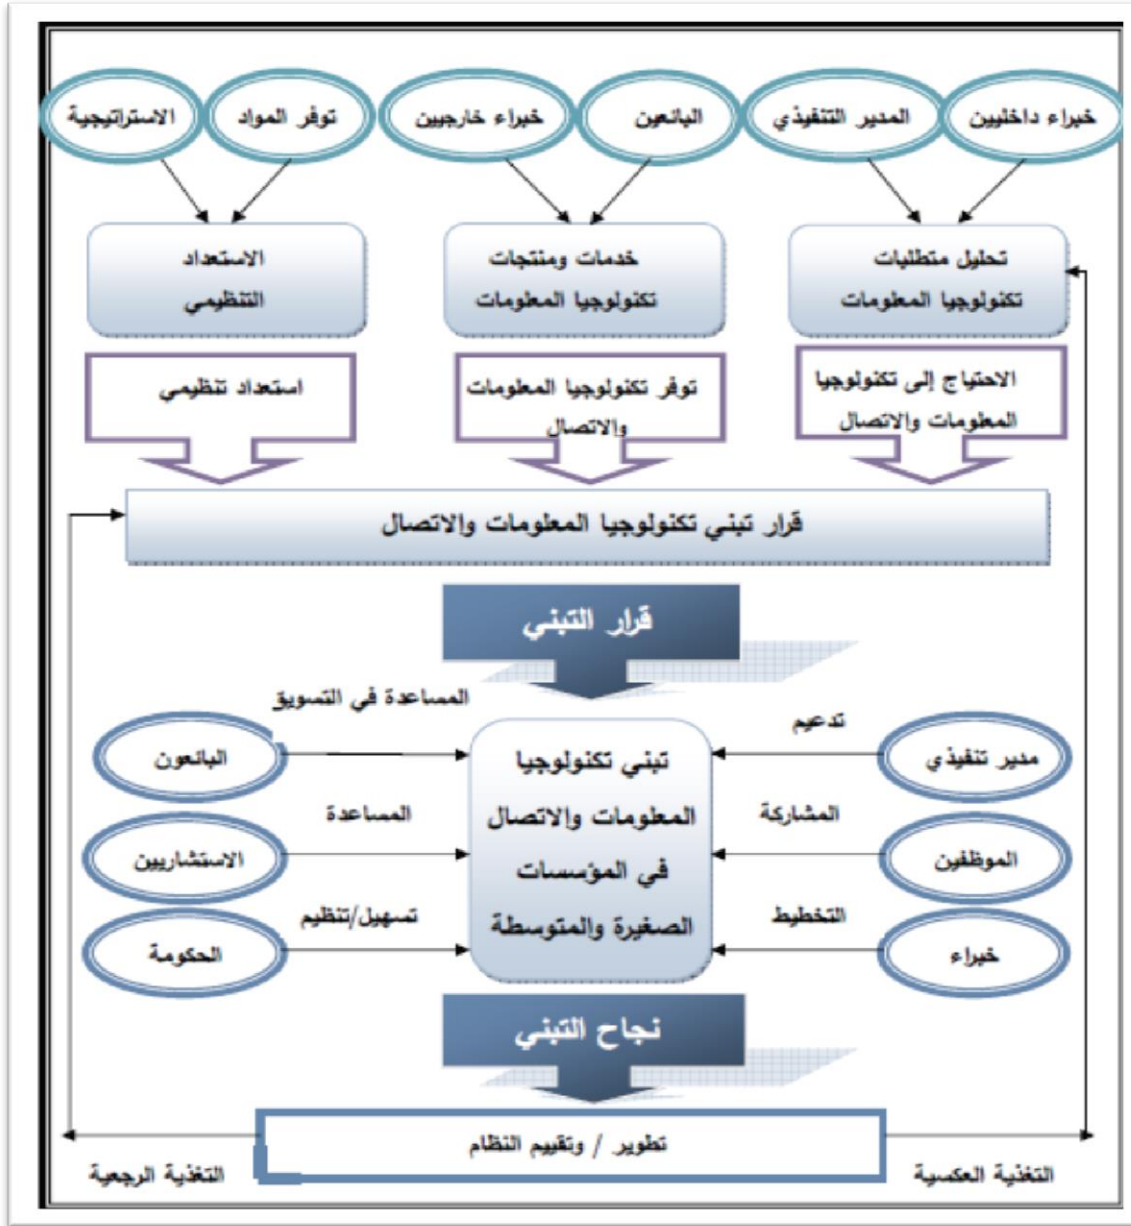 خبراء داخليين
المدير التنفيذي
البائعين
خبراء خارجيين
توفر المواد
الاستراتيجية
تحليل متطلبات
تكنولوجيا المعلومات
خدمات ومنتجات
تكنولوجيا المعلومات
الاستعداد
التنظيمي
الاحتياج إلى تكنولوجيا
المعلومات والاتصال
توفر تكنولوجيا المعلومات
والاتصال
استعداد تنظيمي
قرار تبني تكنولوجيا المعلومات والاتصال
قرار التبني
مدير تنفيذي
تدعيم
الموظفين
المشاركة
خبراء
التخطيط
تبني تكنولوجيا
المعلومات والاتصال
في المؤسسات
الصغيرة والمتوسطة
المساعدة في التسويق
البائعون
المساعدة
الاستشاريين
تسهيل/تنظيم
الحكومة
نجاح التبني
تطوير / وتقييم النظام
التغذية العكسية
التغذية الرجعية